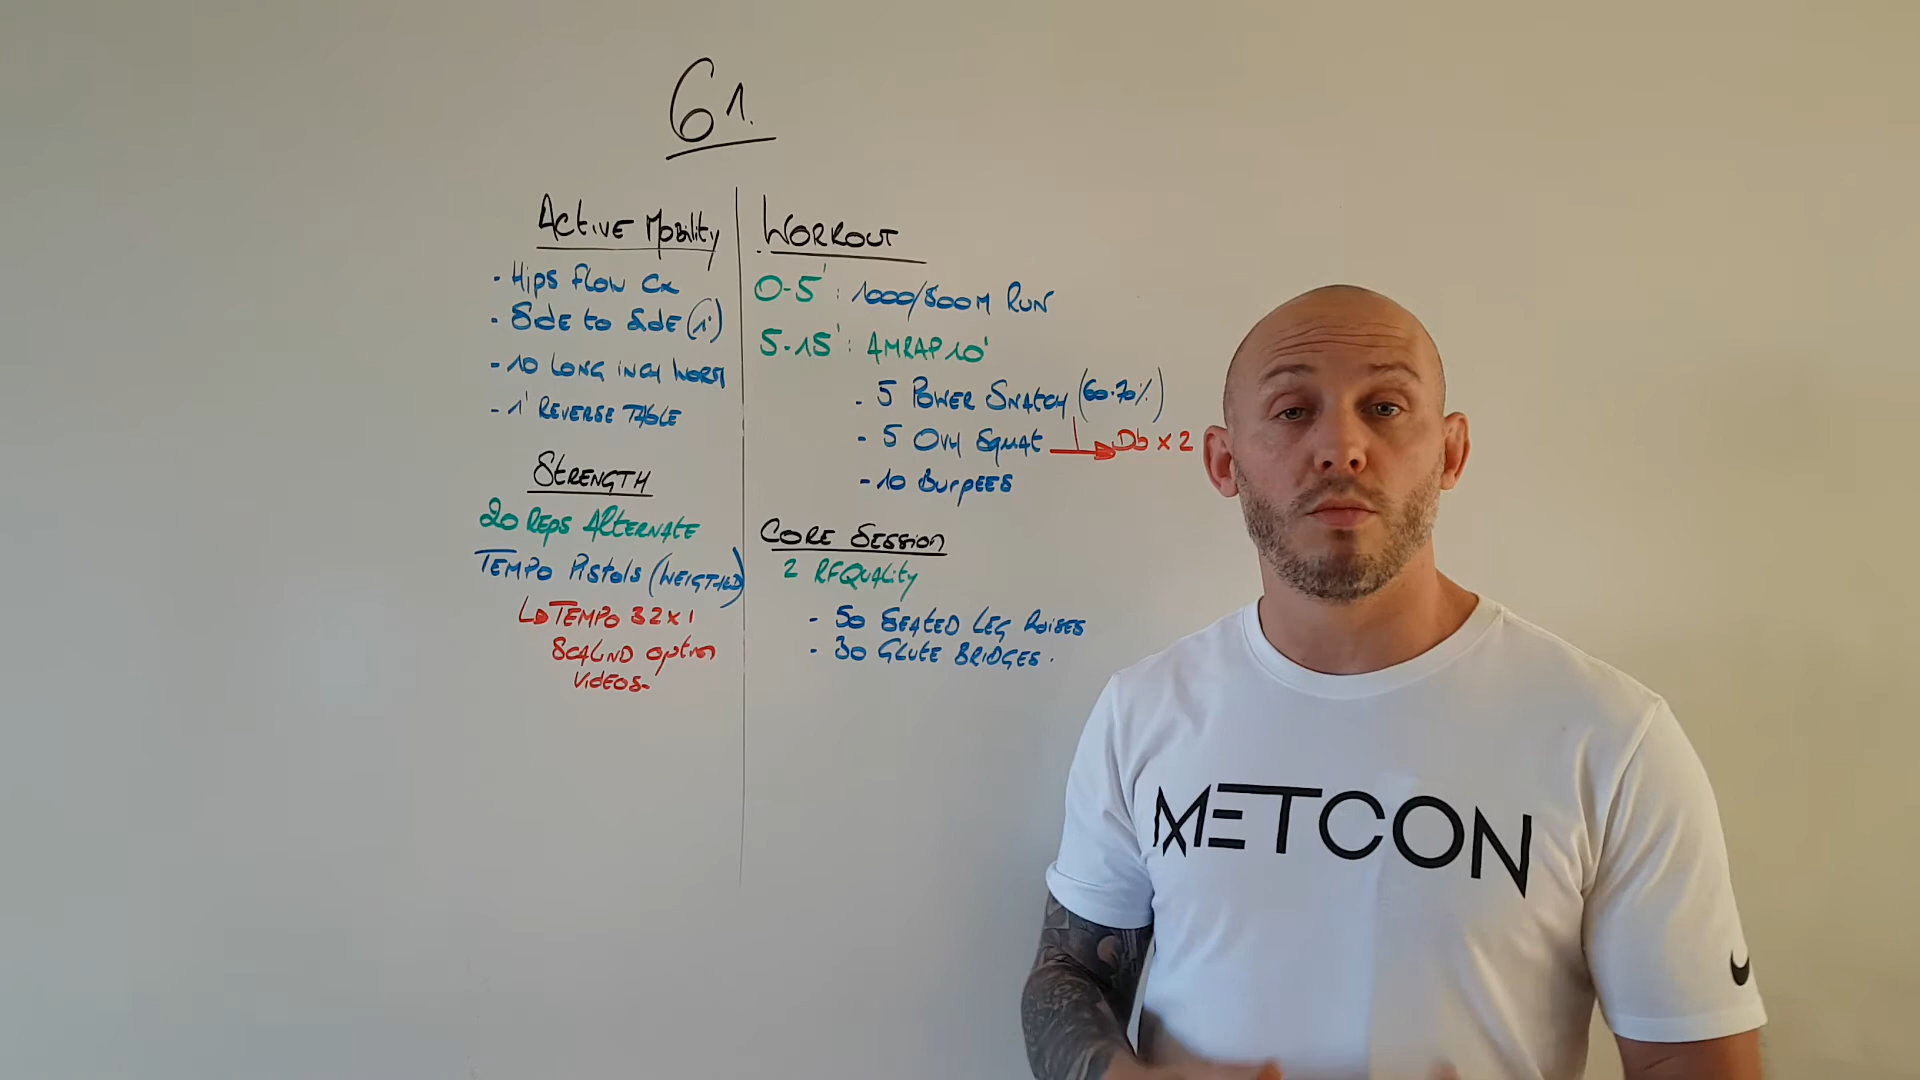 61.
ACTIVE MOBILITY
- HIPS FLOW Cx
- SIDE TO SIDE (1')
- 10 LONG INCH WORM
- 1' REVERSE TABLE
STRENGTH
20 REPS ALTERNATE
TEMPO PISTOLS (WEIGTHED)
TEMPO 32X1
SCALIND OPTION
VIDEOS
WORKOUT
0-5' : 1000/800M RUN
5-15' : AMRAP 10'
- 5 POWER SNATCH (60-70%)
- 5 OVH SQUAT → Db x 2
- 10 BURPEES
CORE SESSION
2 RFQUALITY
- 50 SEATED LEG RAISES
- 30 GLUTE BRIDGES.
METCON